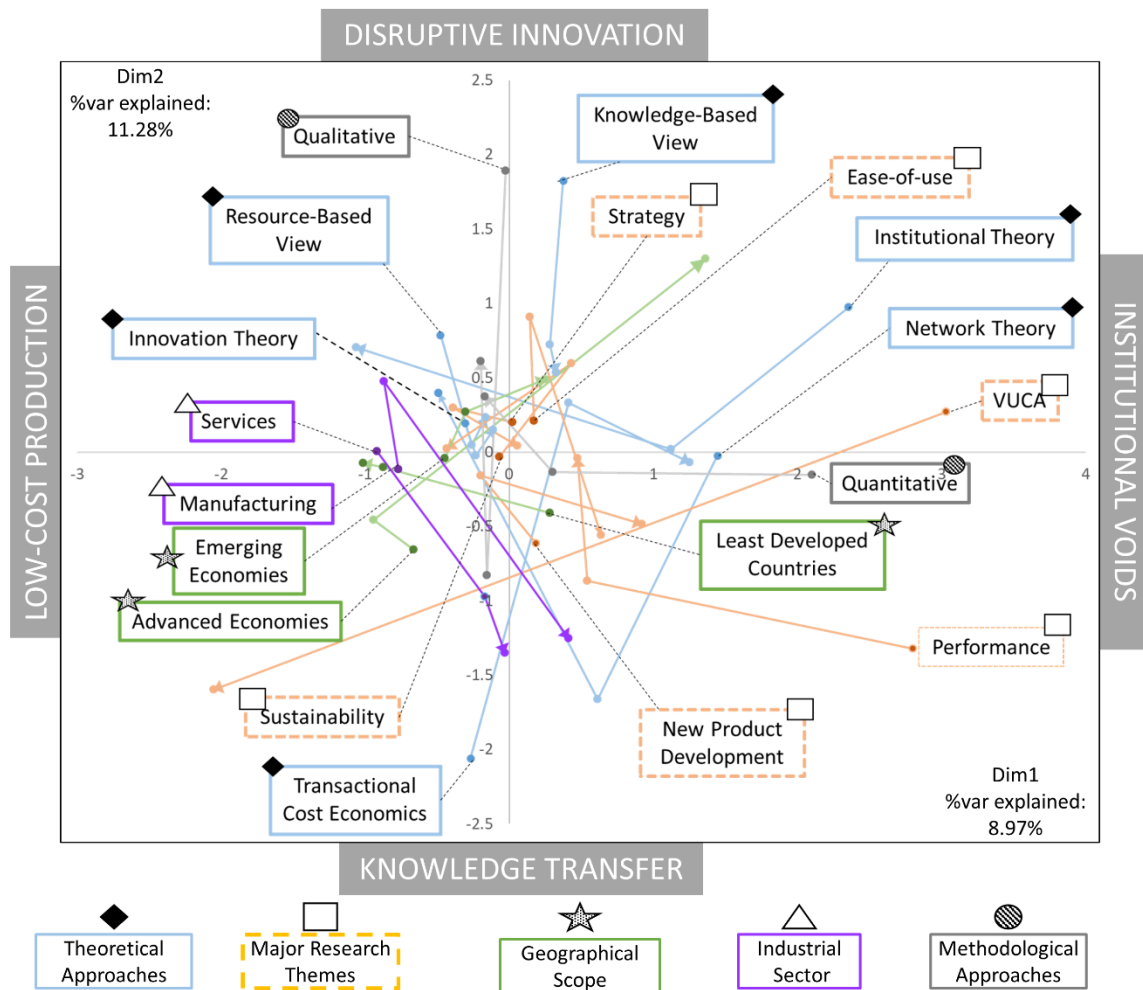 DISRUPTIVE INNOVATION
Dim2
%var explained:
11.28%
2.5
2
1.5
1
0.5
0
-0.5
-1
-1.5
-2
-2.5
-3
-2
-1
0
1
2
3
4
Qualitative
Knowledge-Based
View
Ease-of-use
Strategy
Resource-Based
View
Institutional Theory
Innovation Theory
Network Theory
VUCA
Services
Quantitative
Manufacturing
Emerging
Economies
Least Developed
Countries
Advanced Economies
Performance
Sustainability
New Product
Development
Transactional
Cost Economics
Dim1
%var explained:
8.97%
LOW-COST PRODUCTION
INSTITUTIONAL VOIDS
KNOWLEDGE TRANSFER
Theoretical
Approaches
Major Research
Themes
Geographical
Scope
Industrial
Sector
Methodological
Approaches